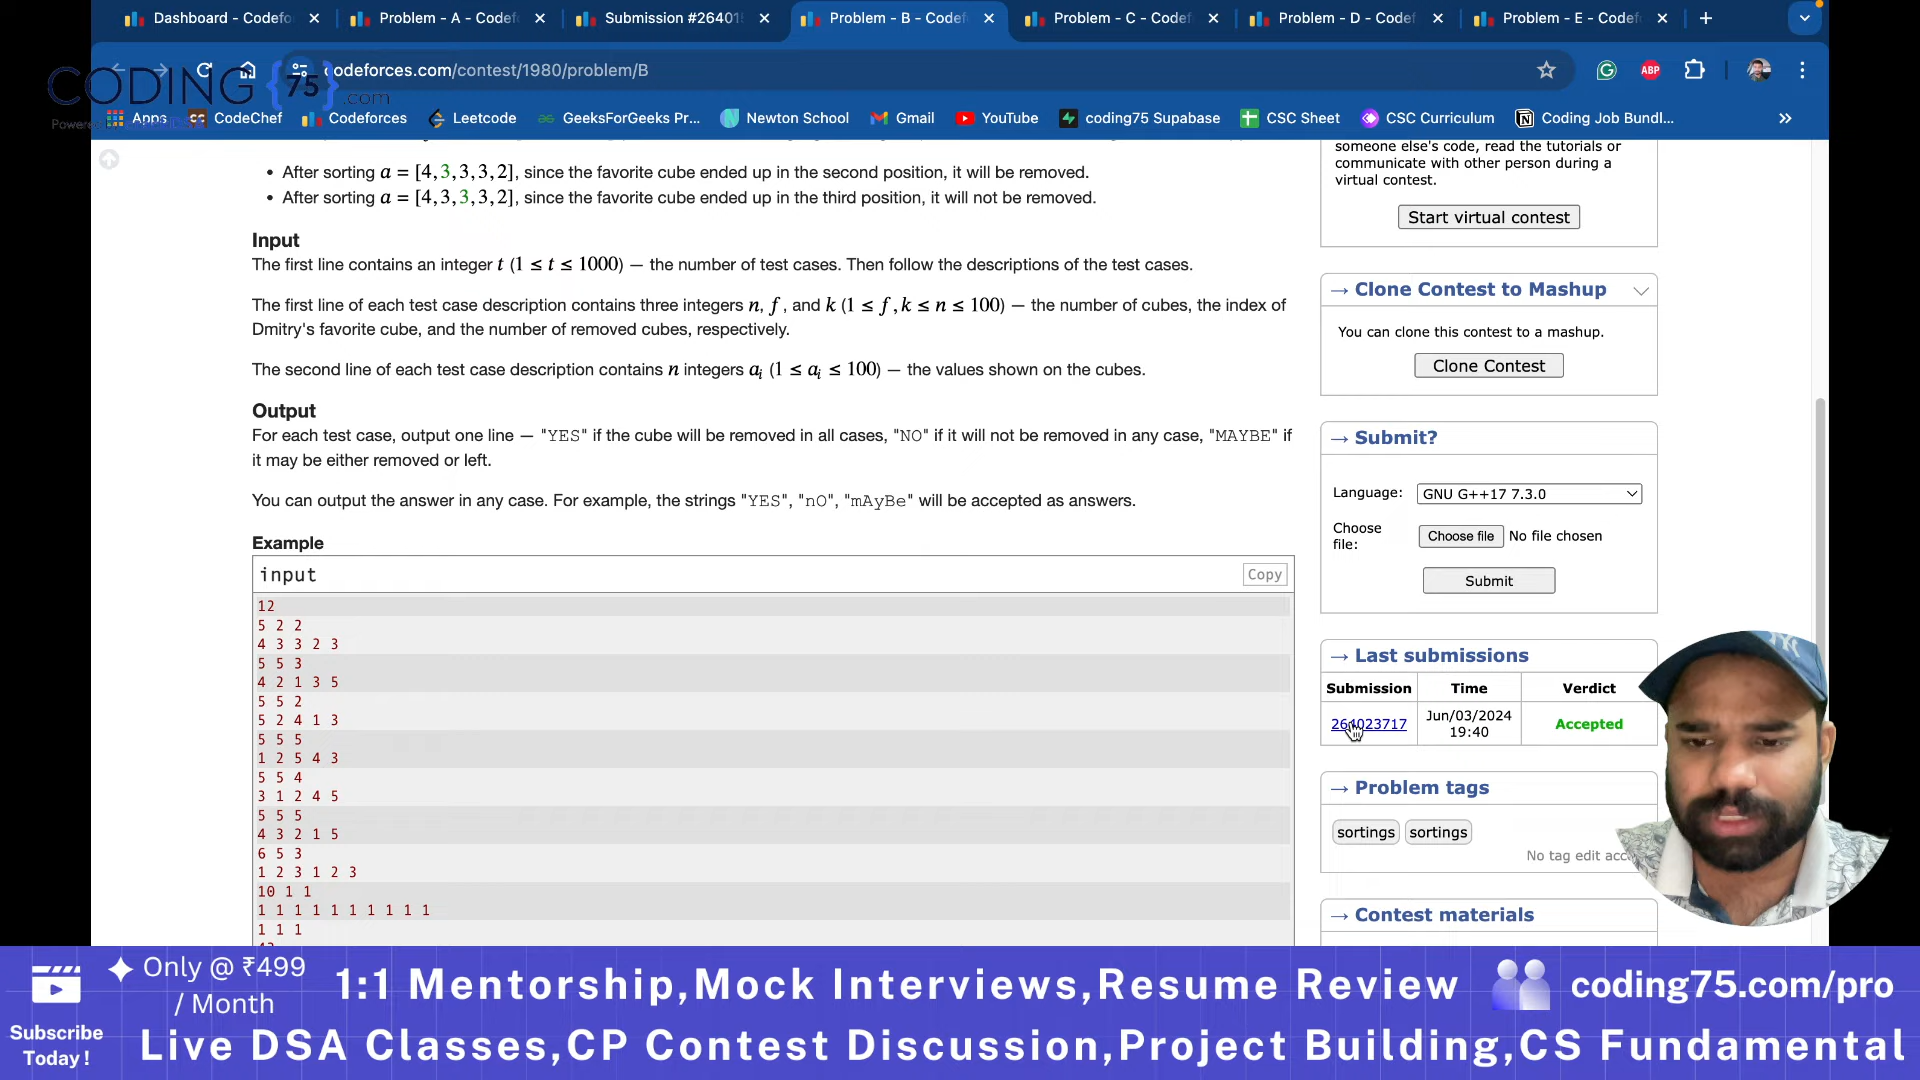 Dashboard - Codefo
Problem - A - Codef
Submission #26401
Problem - B - Codef
Problem - C - Codef
Problem - D - Codef
Problem - E - Codef
codeforces.com/contest/1980/problem/B
CODING {75} .com
Apps
CodeChef
Codeforces
Leetcode
GeeksForGeeks Pr...
Newton School
Gmail
YouTube
coding75 Supabase
CSC Sheet
CSC Curriculum
Coding Job Bundl...
ABP
• After sorting a = [4, 3, 3, 3, 2], since the favorite cube ended up in the second position, it will be removed.
• After sorting a = [4, 3, 3, 3, 2], since the favorite cube ended up in the third position, it will not be removed.
Input
The first line contains an integer t (1 ≤ t ≤ 1000) — the number of test cases. Then follow the descriptions of the test cases.
The first line of each test case description contains three integers n, f, and k (1 ≤ f, k ≤ n ≤ 100) — the number of cubes, the index of
Dmitry's favorite cube, and the number of removed cubes, respectively.
The second line of each test case description contains n integers aᵢ (1 ≤ aᵢ ≤ 100) — the values shown on the cubes.
Output
For each test case, output one line — "YES" if the cube will be removed in all cases, "NO" if it will not be removed in any case, "MAYBE" if
it may be either removed or left.
You can output the answer in any case. For example, the strings "YES", "nO", "mAyBe" will be accepted as answers.
Example
input
Copy
12
5 2 2
4 3 3 2 3
5 5 3
4 2 1 3 5
5 5 2
5 2 4 1 3
5 5 5
1 2 5 4 3
5 5 4
3 1 2 4 5
5 5 5
4 3 2 1 5
6 5 3
1 2 3 1 2 3
10 1 1
1 1 1 1 1 1 1 1 1 1
1 1 1
someone else's code, read the tutorials or
communicate with other person during a
virtual contest.
Start virtual contest
→ Clone Contest to Mashup
You can clone this contest to a mashup.
Clone Contest
→ Submit?
Language: GNU G++17 7.3.0
Choose
file:
Choose file No file chosen
Submit
→ Last submissions
Submission Time Verdict
264023717
Jun/03/2024
19:40
Accepted
→ Problem tags
sortings sortings
No tag edit acc
→ Contest materials
Only @ ₹499
/ Month
Subscribe
Today !
1:1 Mentorship,Mock Interviews,Resume Review
coding75.com/pro
Live DSA Classes,CP Contest Discussion,Project Building,CS Fundamental